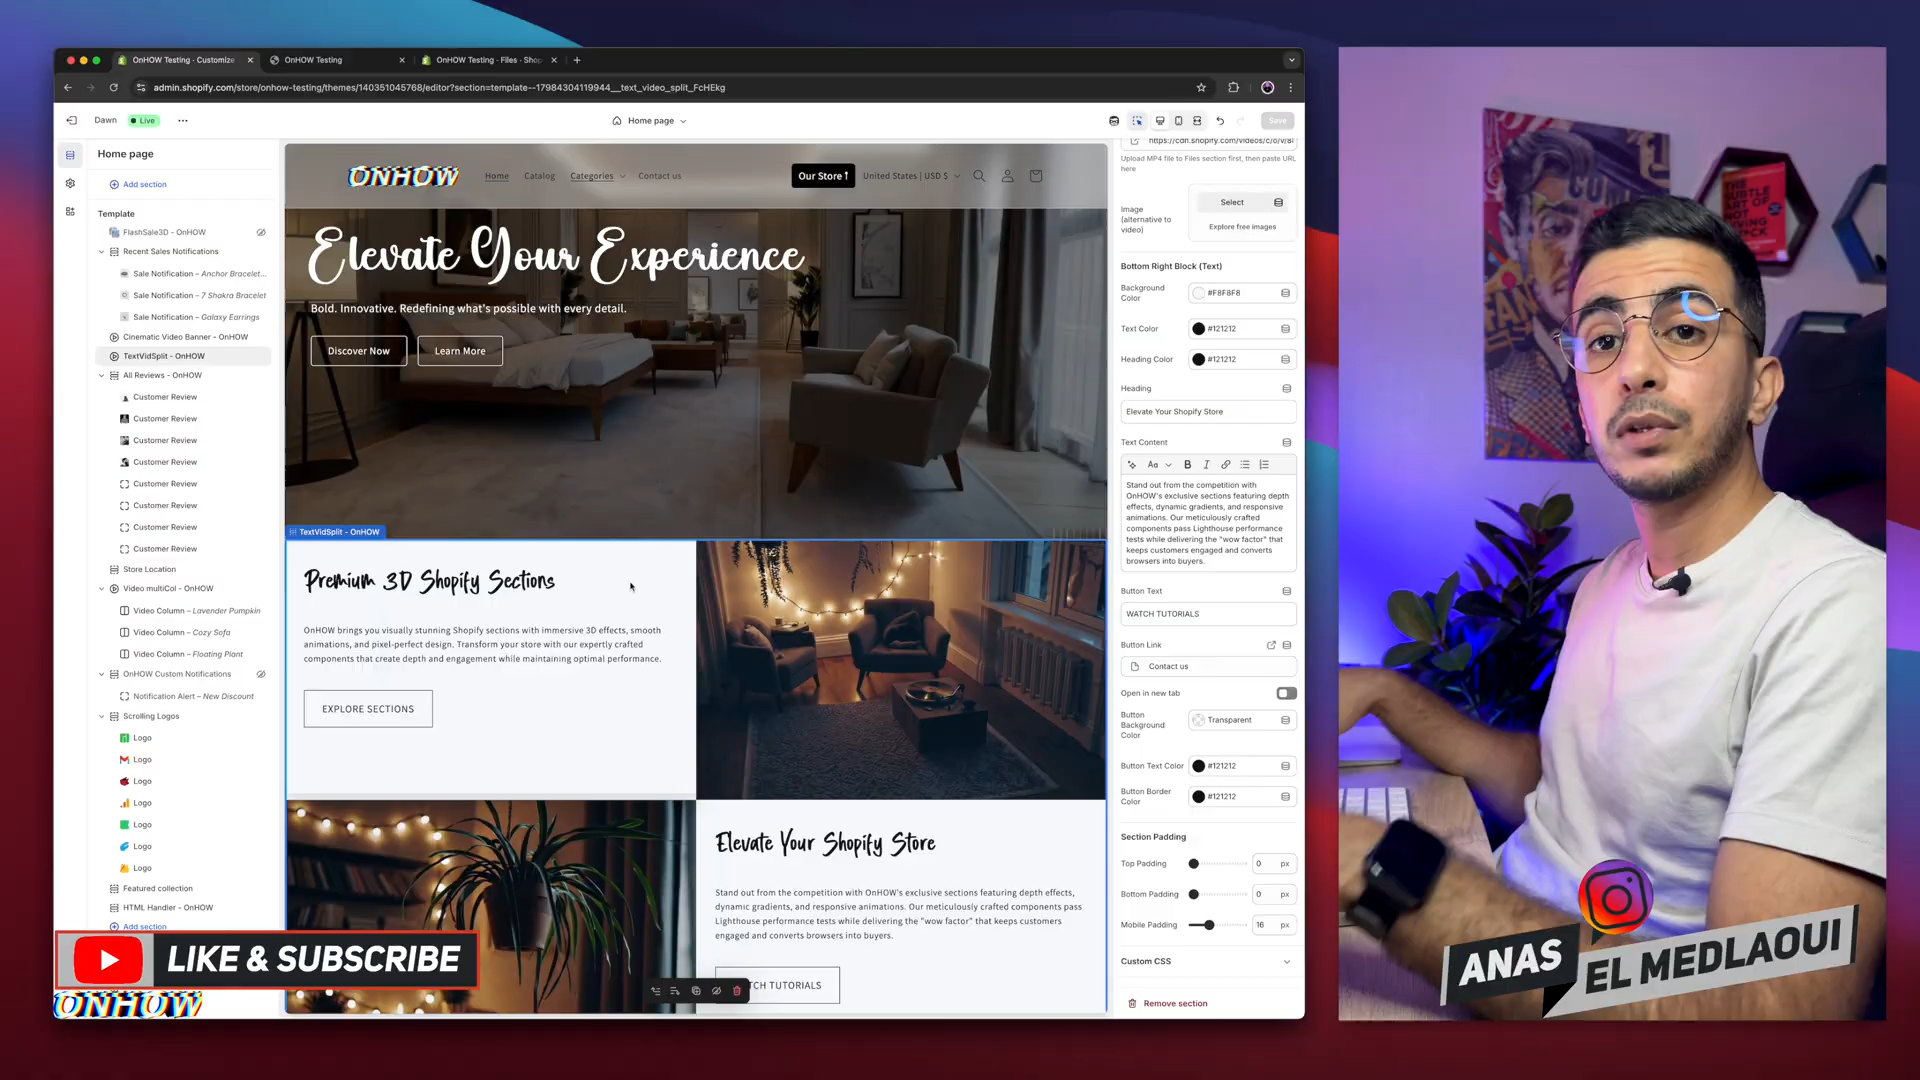 OnHOW Testing · Customize
OnHOW Testing
OnHOW Testing · Files · Shop
admin.shopify.com/store/onhow-testing/themes/140351045768/editor?section=template--17984304119944__text_video_split_FcHEkg
Dawn
Live
Home page
Save
Home page
Add section
Template
FlashSale3D - OnHOW
Recent Sales Notifications
Sale Notification – Anchor Bracelet...
Sale Notification – 7 Shakra Bracelet
Sale Notification – Galaxy Earrings
Cinematic Video Banner - OnHOW
TextVidSplit - OnHOW
All Reviews - OnHOW
Customer Review
Customer Review
Customer Review
Customer Review
Customer Review
Customer Review
Customer Review
Customer Review
Store Location
Video multiCol - OnHOW
Video Column – Lavender Pumpkin
Video Column – Cozy Sofa
Video Column – Floating Plant
OnHOW Custom Notifications
Notification Alert – New Discount
Scrolling Logos
Logo
Logo
Logo
Logo
Logo
Logo
Logo
Featured collection
HTML Handler - OnHOW
Add section
ONHOW
Home
Catalog
Categories
Contact us
Our Store↑
United States | USD $
Elevate Your Experience
Bold. Innovative. Redefining what's possible with every detail.
Discover Now
Learn More
TextVidSplit - OnHOW
Premium 3D Shopify Sections
OnHOW brings you visually stunning Shopify sections with immersive 3D effects, smooth
animations, and pixel-perfect design. Transform your store with our expertly crafted
components that create depth and engagement while maintaining optimal performance.
EXPLORE SECTIONS
Elevate Your Shopify Store
Stand out from the competition with OnHOW's exclusive sections featuring depth effects,
dynamic gradients, and responsive animations. Our meticulously crafted components pass
Lighthouse performance tests while delivering the "wow factor" that keeps customers
engaged and converts browsers into buyers.
TCH TUTORIALS
https://cdn.shopify.com/videos/c/o/v/8
Upload MP4 file to Files section first, then paste URL
here
Image
(alternative to
video)
Select
Explore free images
Bottom Right Block (Text)
Background
Color
#F8F8F8
Text Color
#121212
Heading Color
#121212
Heading
Elevate Your Shopify Store
Text Content
Aa
B
I
Stand out from the competition with
OnHOW's exclusive sections featuring depth
effects, dynamic gradients, and responsive
animations. Our meticulously crafted
components pass Lighthouse performance
tests while delivering the "wow factor" that
keeps customers engaged and converts
browsers into buyers.
Button Text
WATCH TUTORIALS
Button Link
Contact us
Open in new tab
Button
Background
Color
Transparent
Button Text Color
#121212
Button Border
Color
#121212
Section Padding
Top Padding
0 px
Bottom Padding
0 px
Mobile Padding
16 px
Custom CSS
Remove section
LIKE & SUBSCRIBE
ONHOW
THE
SUBTLE
ART OF
NOT
ANAS
EL MEDLAOUI